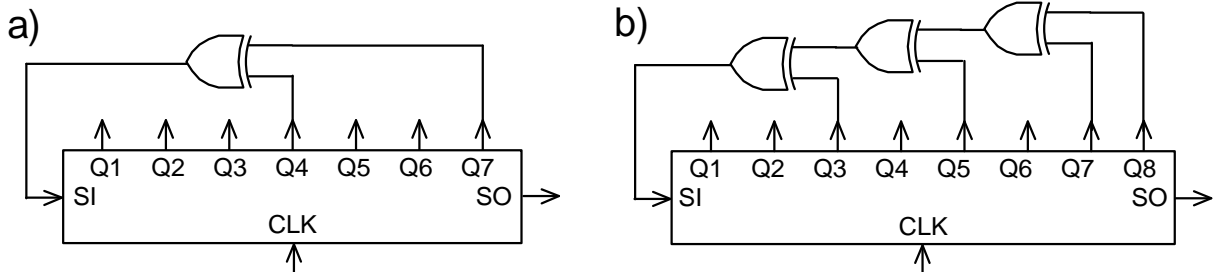 a)
Q1 Q2 Q3 Q4 Q5 Q6 Q7
SI SO
CLK
b)
Q1 Q2 Q3 Q4 Q5 Q6 Q7 Q8
SI SO
CLK